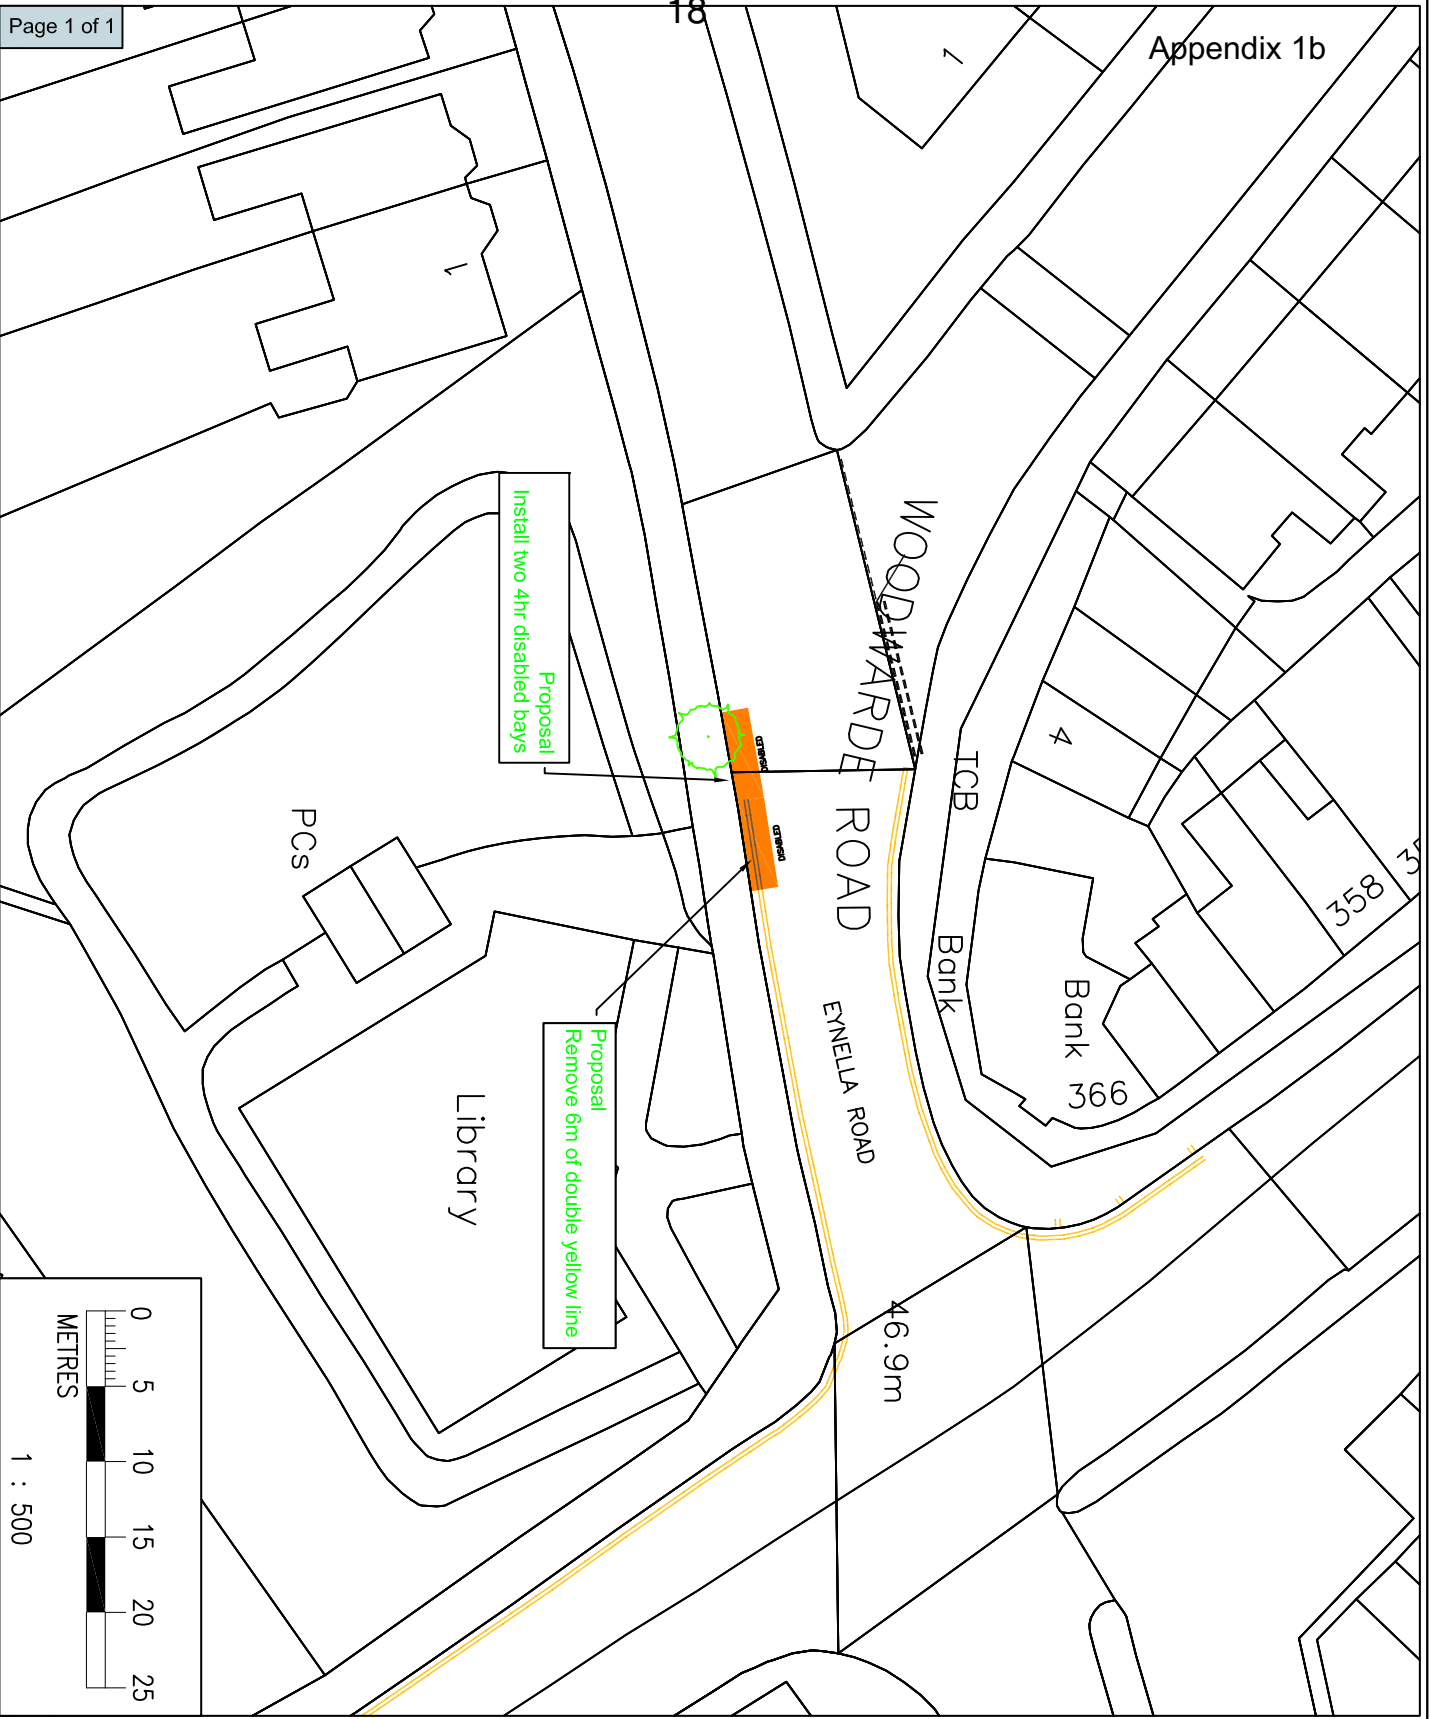 Page 1 of 1
18
Appendix 1b
1
1
WOODWARDE ROAD
Proposal
Install two 4hr disabled bays
DISABLED
DISABLED
TCB
4
PCs
Bank
Bank
358
366
EYNELLA ROAD
Proposal
Remove 6m of double yellow line
Library
46.9m
0 5 10 15 20 25
METRES
1 : 500